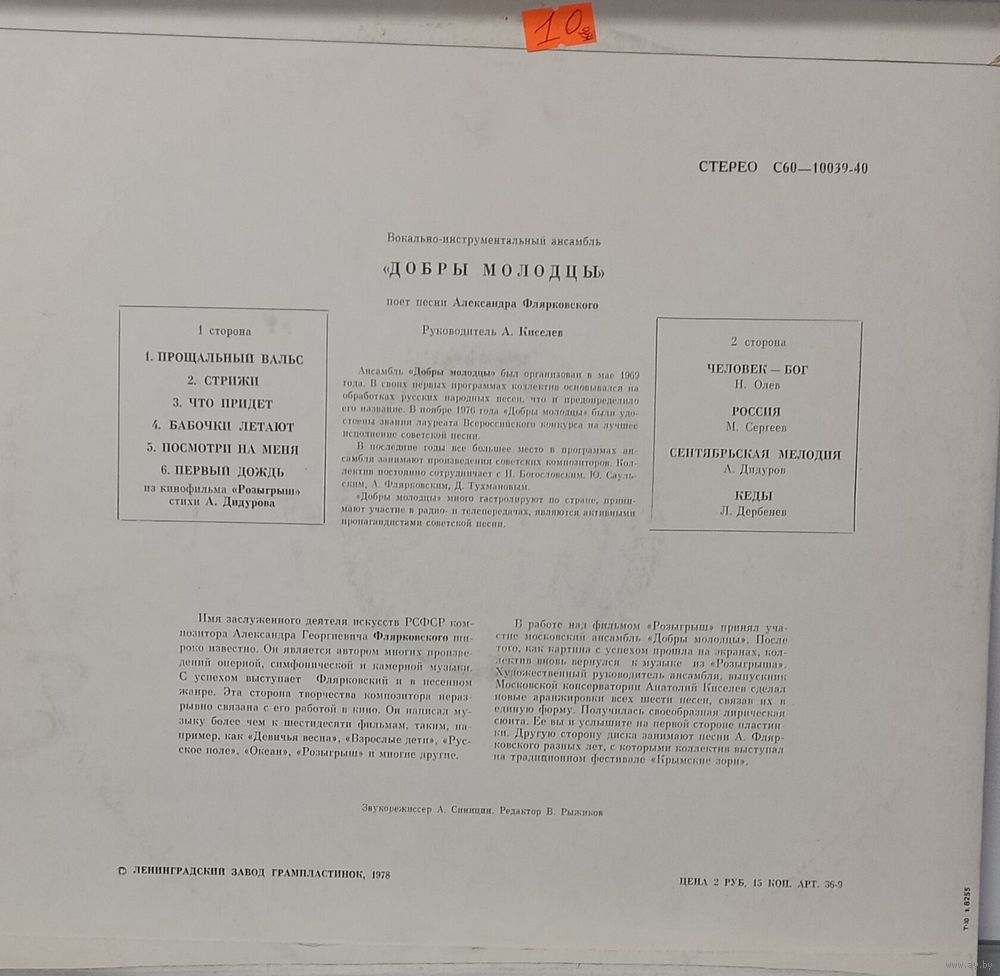 10
СТЕРЕО С60—10039-40
Вокально-инструментальный ансамбль
«ДОБРЫ МОЛОДЦЫ»
поет песни Александра Флярковского
Руководитель А. Киселев
1 сторона
1. ПРОЩАЛЬНЫЙ ВАЛЬС
2. СТРИЖИ
3. ЧТО ПРИДЕТ
4. БАБОЧКИ ЛЕТАЮТ
5. ПОСМОТРИ НА МЕНЯ
6. ПЕРВЫЙ ДОЖДЬ
из кинофильма «Розыгрыш»
стихи А. Дидурова
Ансамбль «Добры молодцы» был организован в мае 1969
года. В своих первых программах коллектив основывался на
обработках русских народных песен, что и предопределило
его название. В ноябре 1976 года «Добры молодцы» были удо-
стоены звания лауреата Всероссийского конкурса на лучшее
исполнение советской песни.
В последние годы все большее место в программах ан-
самбля занимают произведения советских композиторов. Кол-
лектив постоянно сотрудничает с Н. Богословским, Ю. Сауль-
ским, А. Флярковским, Д. Тухмановым.
«Добры молодцы» много гастролируют по стране, прини-
мают участие в радио- и телепередачах, являются активными
пропагандистами советской песни.
2 сторона
ЧЕЛОВЕК — БОГ
Н. Олев
РОССИЯ
М. Сергеев
СЕНТЯБРЬСКАЯ МЕЛОДИЯ
А. Дидуров
КЕДЫ
Л. Дербенев
Имя заслуженного деятеля искусств РСФСР ком-
позитора Александра Георгиевича Флярковского ши-
роко известно. Он является автором многих произве-
дений оперной, симфонической и камерной музыки.
С успехом выступает Флярковский и в песенном
жанре. Эта сторона творчества композитора нераз-
рывно связана с его работой в кино. Он написал му-
зыку более чем к шестидесяти фильмам, таким, на-
пример, как «Девичья весна», «Взрослые дети», «Рус-
ское поле», «Океан», «Розыгрыш» и многие другие.
В работе над фильмом «Розыгрыш» принял уча-
стие московский ансамбль «Добры молодцы». После
того, как картина с успехом прошла на экранах, кол-
лектив вновь вернулся к музыке из «Розыгрыша».
Художественный руководитель ансамбля, выпускник
Московской консерватории Анатолий Киселев сделал
новые аранжировки всех шести песен, связав их в
единую форму. Получилась своеобразная лирическая
сюита. Ее вы и услышите на первой стороне пластин-
ки. Другую сторону диска занимают песни А. Фляр-
ковского разных лет, с которыми коллектив выступал
на традиционном фестивале «Крымские зори».
Звукорежиссер А. Синицин. Редактор В. Рыжиков
© ЛЕНИНГРАДСКИЙ ЗАВОД ГРАМПЛАСТИНОК, 1978
ЦЕНА 2 РУБ, 15 КОП. АРТ. 36-9
www.ay.by